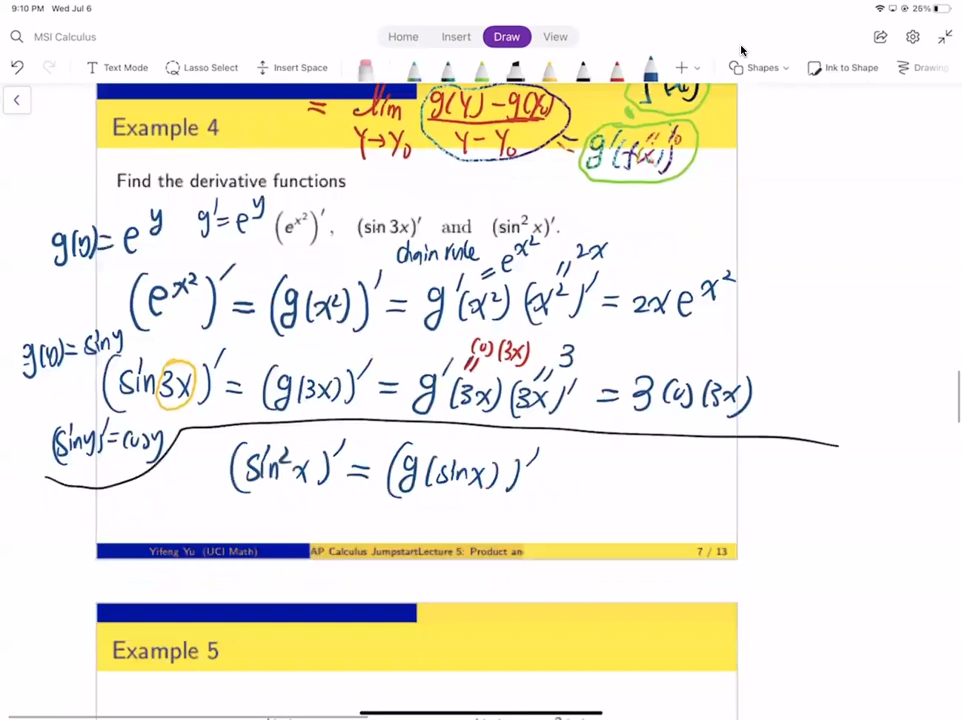 9:10 PM Wed Jul 6
25%
MSI Calculus
Home Insert Draw View
Text Mode Lasso Select Insert Space Shapes Ink to Shape Drawing
= lim g(Y) - g(Y₀)
Y→Y₀ Y - Y₀ = g'(f(x))
Example 4
Find the derivative functions
g(y) = e^y g' = e^y (e^{x²})', (sin 3x)' and (sin² x)'.
chain rule = e^{x²} 2x
(e^{x²})' = (g(x²))' = g'(x²) (x²)' = 2x e^{x²}
g(y) = sin y
cos(3x) 3
(sin 3x)' = (g(3x))' = g'(3x) (3x)' = 3 cos(3x)
(sin y)' = cos y
(sin² x)' = (g(sin x))'
Yifeng Yu (UCI Math) AP Calculus JumpstartLecture 5: Product an 7 / 13
Example 5